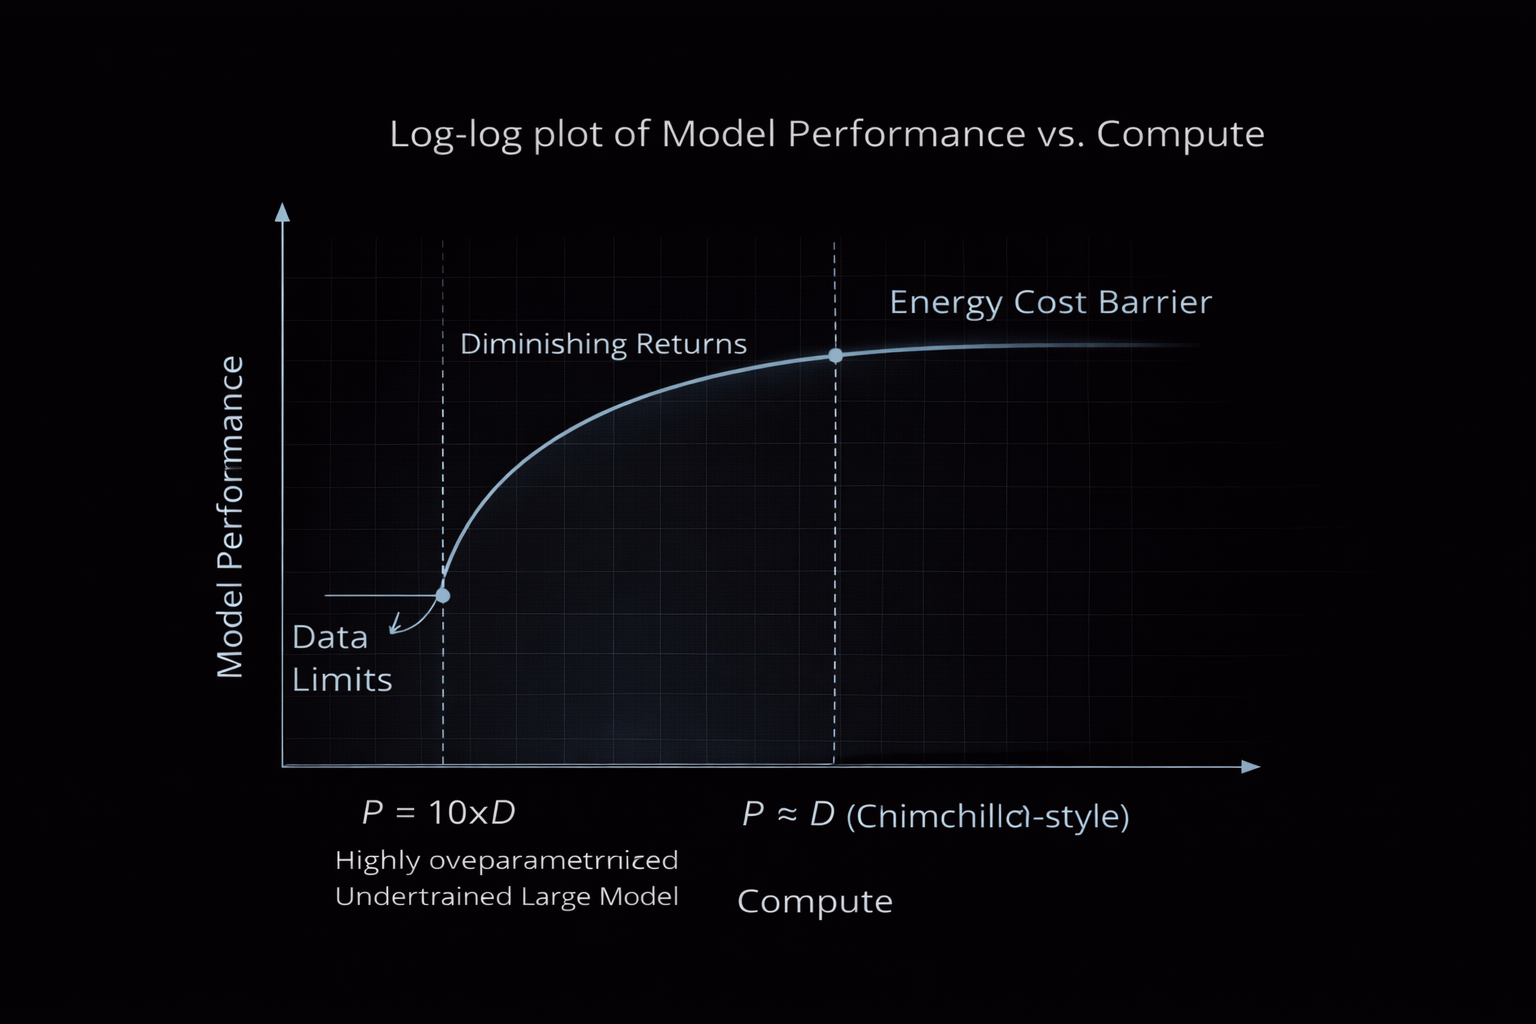 Log-log plot of Model Performance vs. Compute
Energy Cost Barrier
Diminishing Returns
Model Performance
Data
Limits
P = 10xD
P ≈ D (Chimchilla-style)
Highly oveparametrnized
Undertrained Large Model
Compute